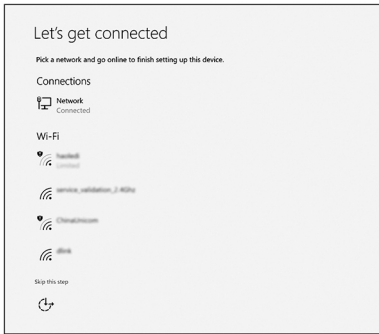 Let's get connected
Pick a network and go online to finish setting up this device.
Connections
Network
Connected
Wi-Fi
Limited
service_validation_2.4Ghz
ChinaUnicom
dlink
Skip this step